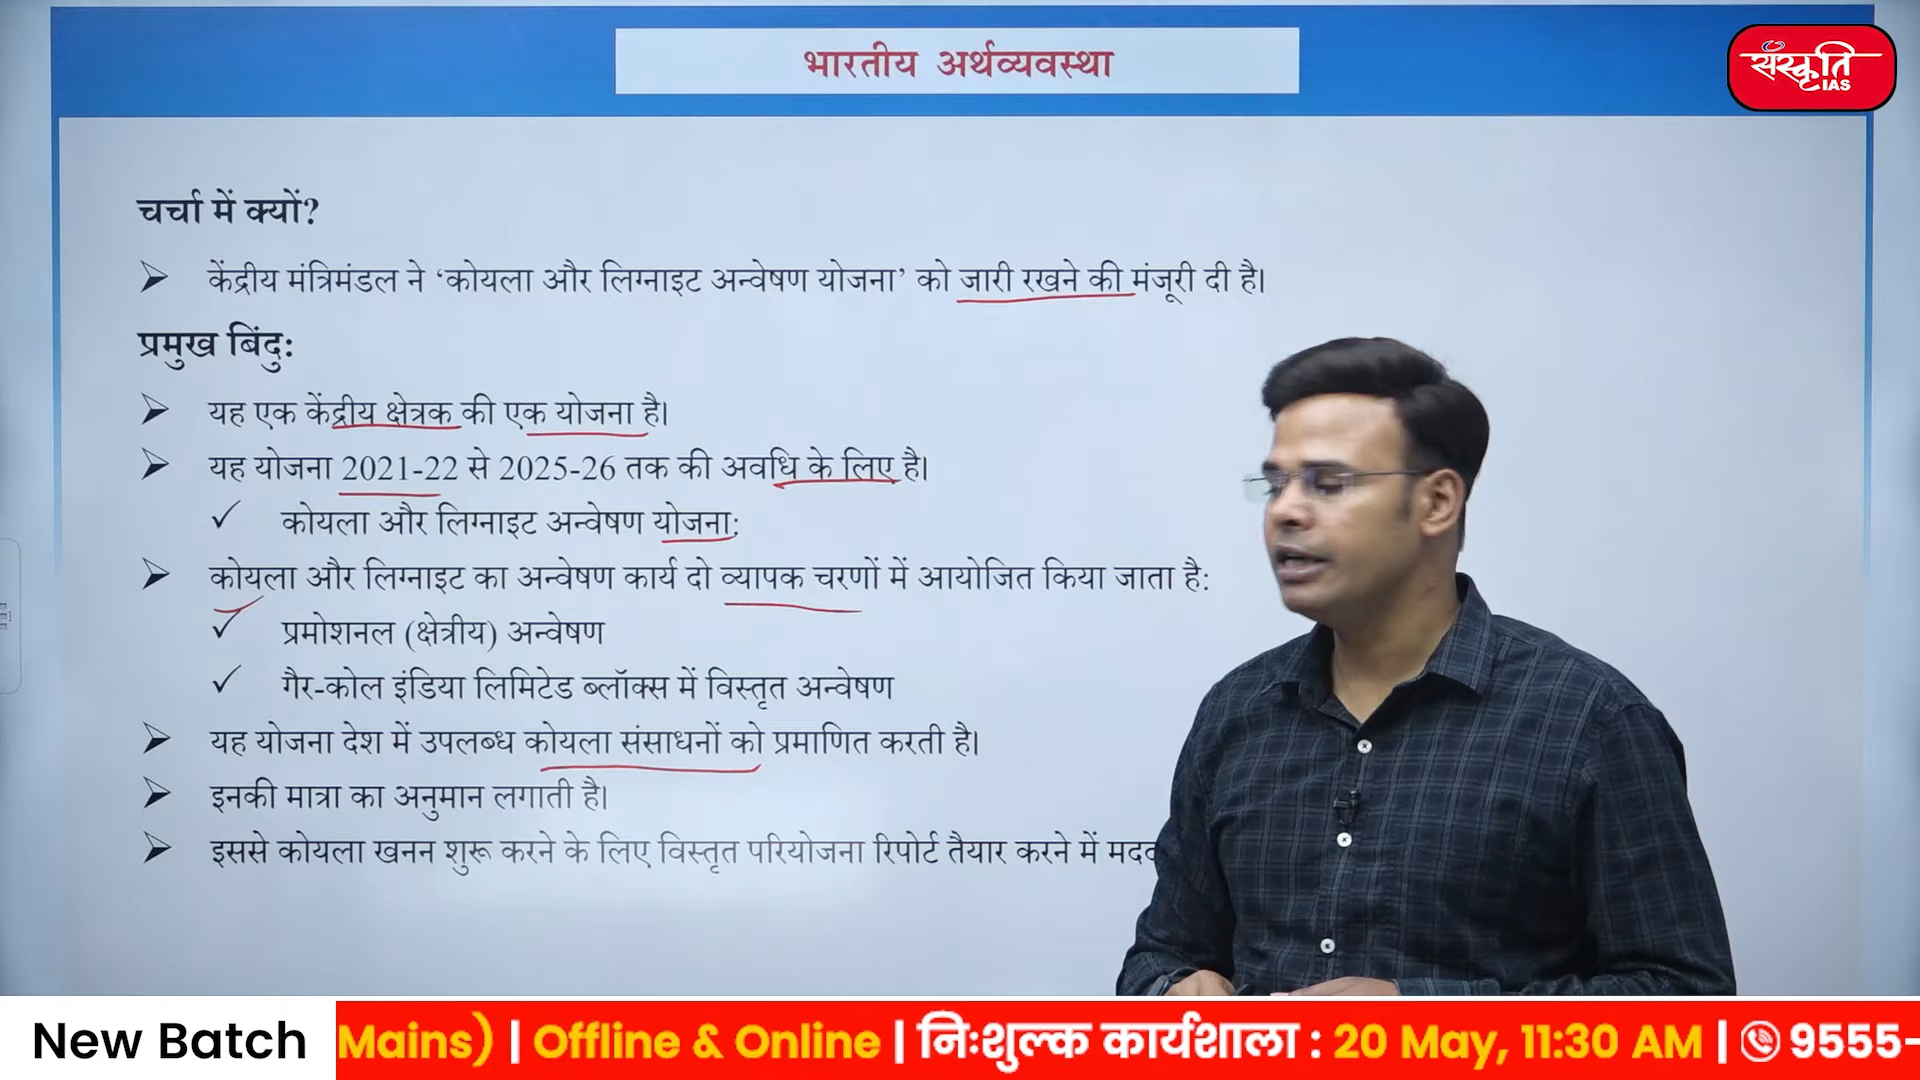 भारतीय अर्थव्यवस्था
संस्कृति
IAS
चर्चा में क्यों?
➢ केंद्रीय मंत्रिमंडल ने ‘कोयला और लिग्नाइट अन्वेषण योजना’ को जारी रखने की मंजूरी दी है।
प्रमुख बिंदु:
➢ यह एक केंद्रीय क्षेत्रक की एक योजना है।
➢ यह योजना 2021-22 से 2025-26 तक की अवधि के लिए है।
✓ कोयला और लिग्नाइट अन्वेषण योजना:
➢ कोयला और लिग्नाइट का अन्वेषण कार्य दो व्यापक चरणों में आयोजित किया जाता है:
✓ प्रमोशनल (क्षेत्रीय) अन्वेषण
✓ गैर-कोल इंडिया लिमिटेड ब्लॉक्स में विस्तृत अन्वेषण
➢ यह योजना देश में उपलब्ध कोयला संसाधनों को प्रमाणित करती है।
➢ इनकी मात्रा का अनुमान लगाती है।
➢ इससे कोयला खनन शुरू करने के लिए विस्तृत परियोजना रिपोर्ट तैयार करने में
New Batch Mains) | Offline & Online | निःशुल्क कार्यशाला : 20 May, 11:30 AM | 9555-